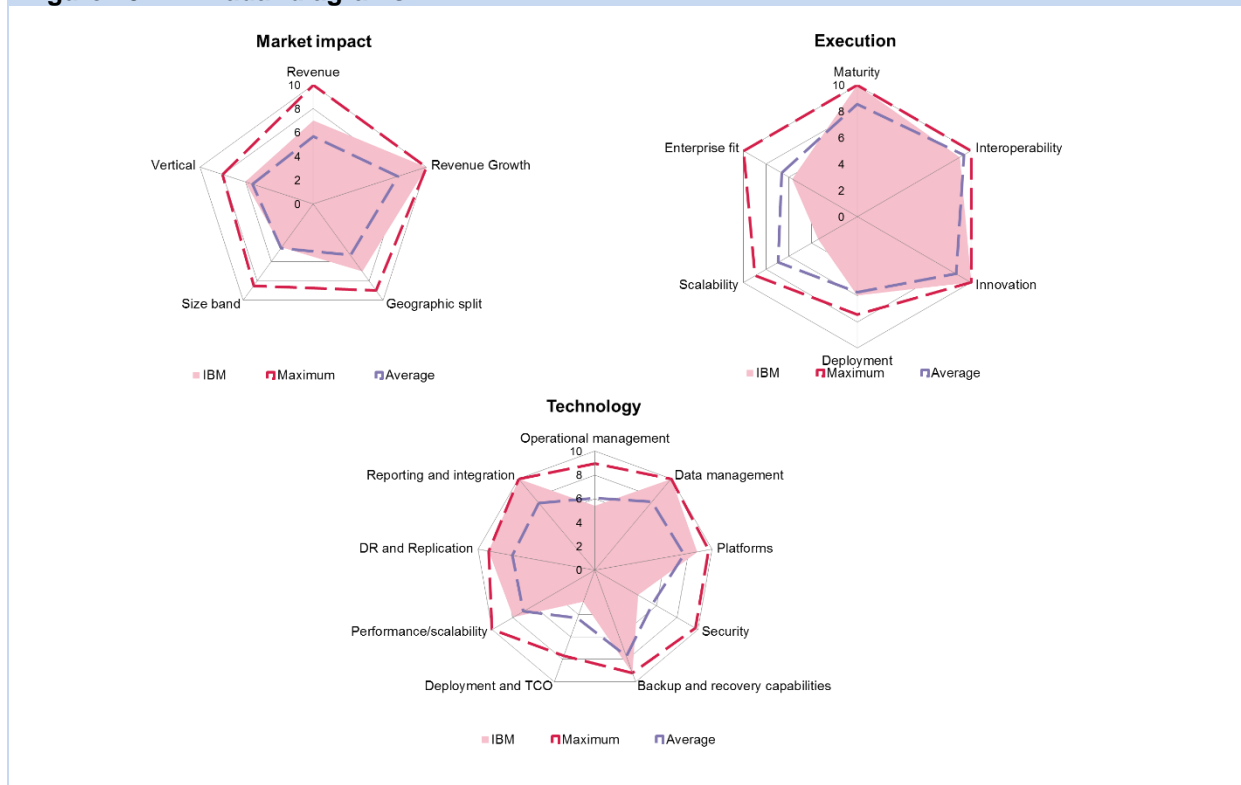 Market impact
Revenue
10
8
6
4
2
0
Vertical
Revenue Growth
Size band
Geographic split
IBM Maximum Average
Execution
Maturity
10
8
6
4
2
0
Enterprise fit
Interoperability
Scalability
Innovation
Deployment
IBM Maximum Average
Technology
Operational management
10
8
6
4
2
0
Reporting and integration
Data management
DR and Replication
Platforms
Performance/scalability
Security
Deployment and TCO
Backup and recovery capabilities
IBM Maximum Average